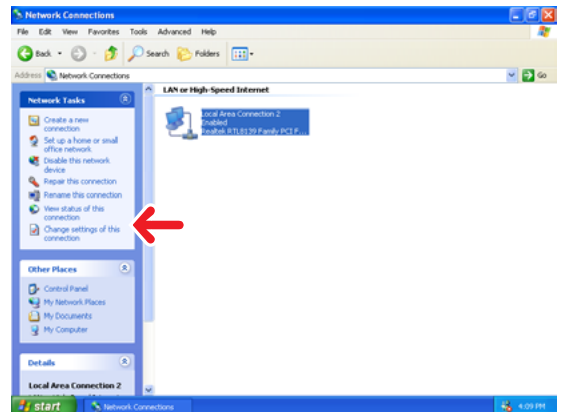 Network Connections
File Edit View Favorites Tools Advanced Help
Back Search Folders
Address Network Connections Go
Network Tasks
Create a new
connection
Set up a home or small
office network
Disable this network
device
Repair this connection
Rename this connection
View status of this
connection
Change settings of this
connection
Other Places
Control Panel
My Network Places
My Documents
My Computer
Details
Local Area Connection 2
LAN or High-Speed Internet
Local Area Connection 2
Enabled
Realtek RTL8139 Family PCI F...
start Network Connections 4:09 PM